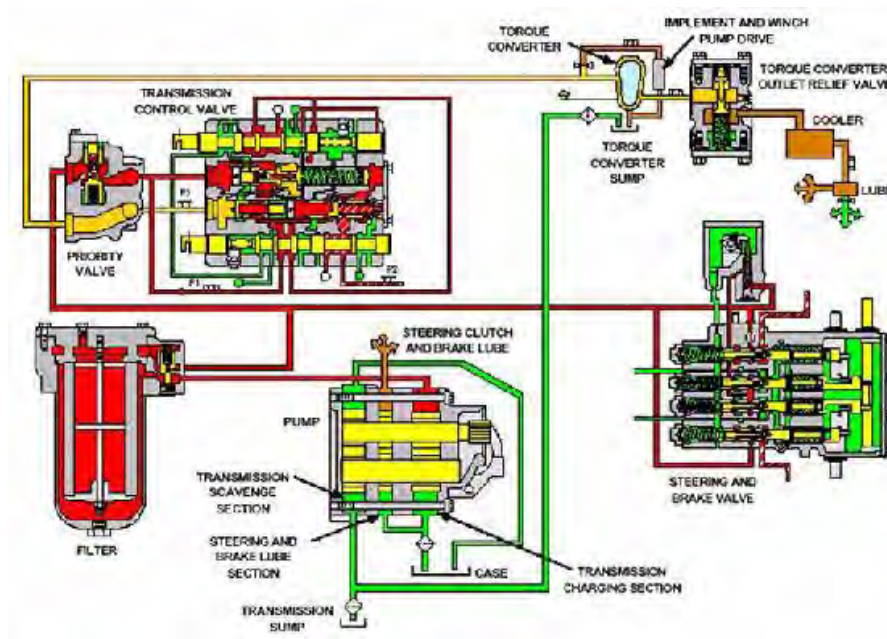 IMPLEMENT AND WINCH
PUMP DRIVE
TORQUE
CONVERTER
TORQUE CONVERTER
OUTLET RELIEF VALVE
TRANSMISSION
CONTROL VALVE
COOLER
TORQUE
CONVERTER
SUMP
LUBE
P3
PRIORITY
VALVE
P1
P2
STEERING CLUTCH
AND BRAKE LUBE
PUMP
TRANSMISSION
SCAVENGE
SECTION
STEERING AND
BRAKE VALVE
FILTER
STEERING AND
BRAKE LUBE
SECTION
CASE
TRANSMISSION
CHARGING SECTION
TRANSMISSION
SUMP